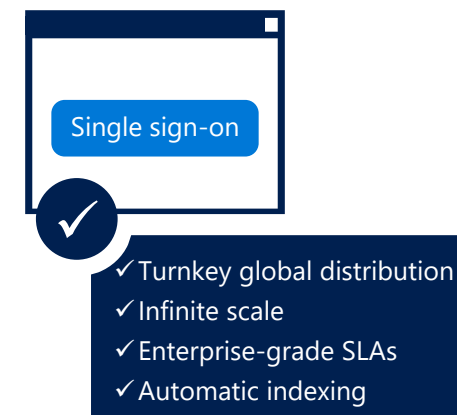 Single sign-on
✓ Turnkey global distribution
✓ Infinite scale
✓ Enterprise-grade SLAs
✓ Automatic indexing